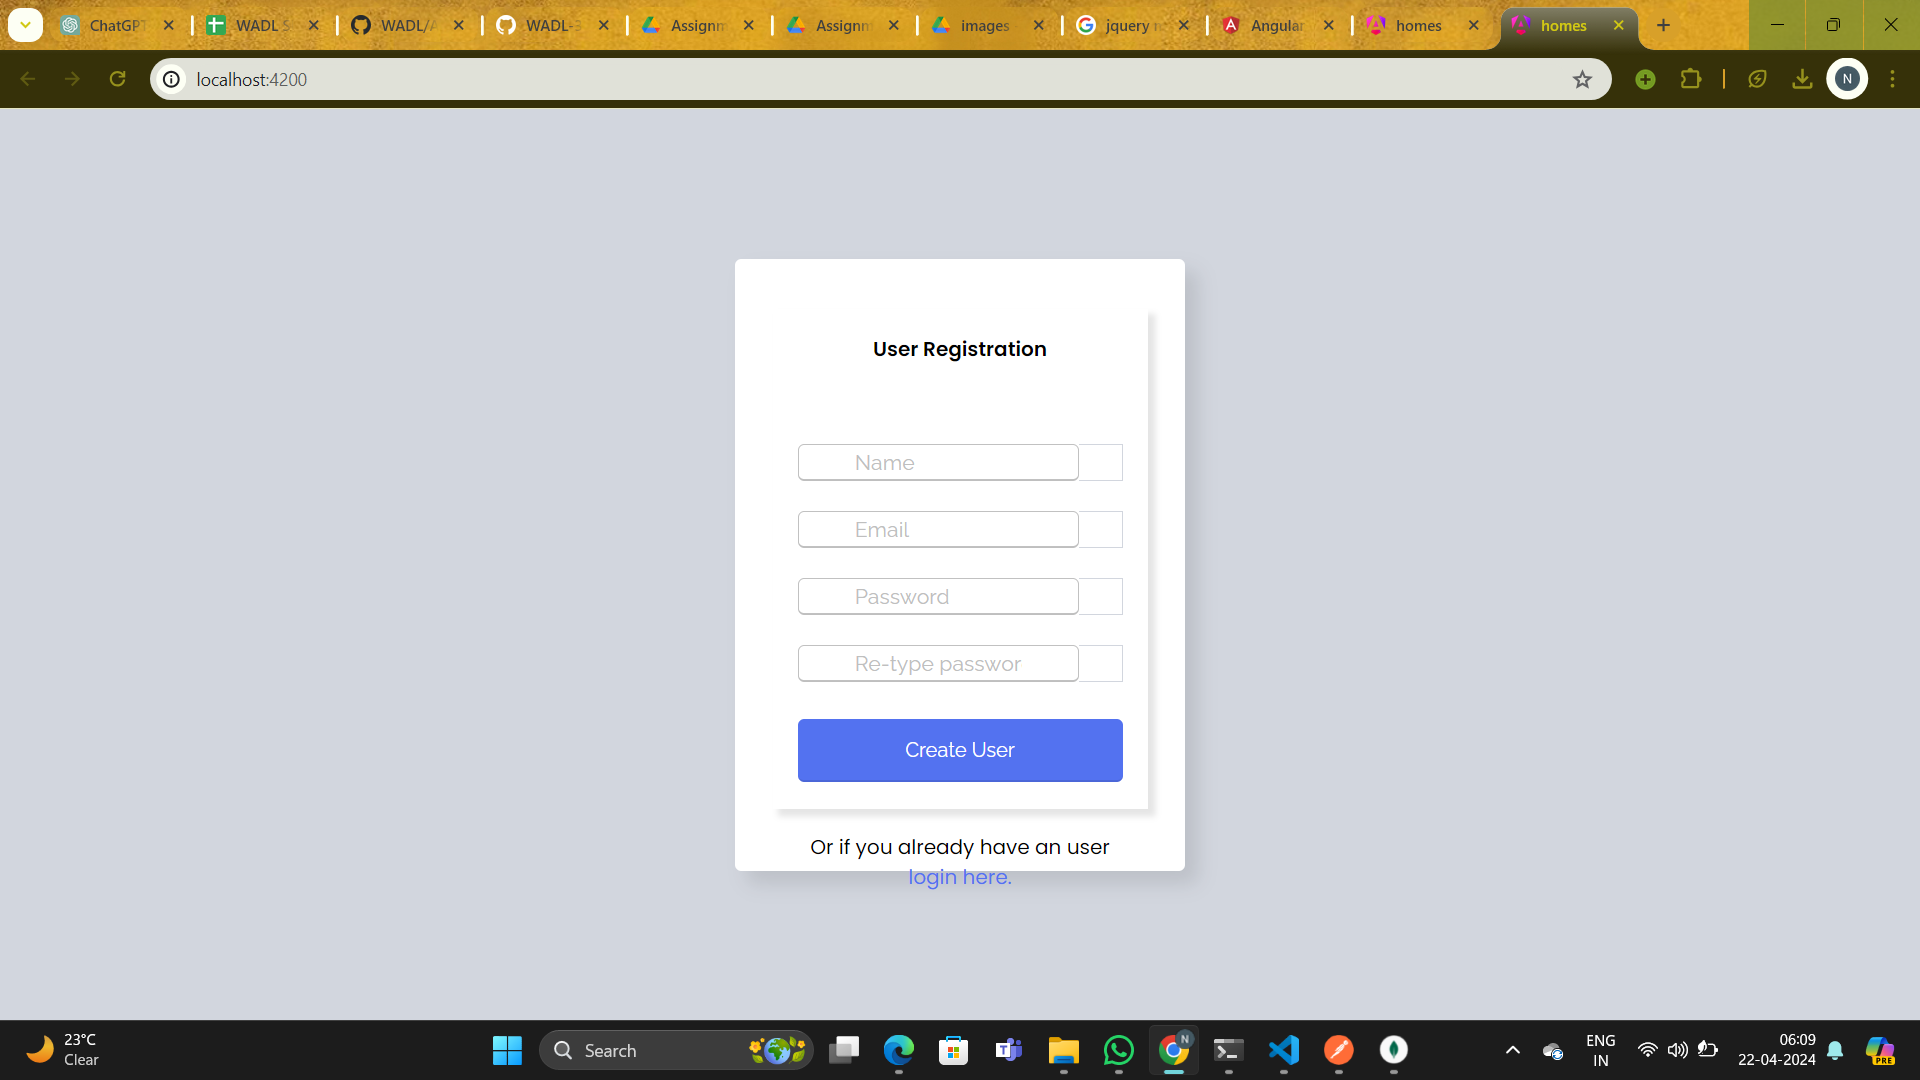 ChatGPT
WADL S
WADL/A
WADL-3
Assignm
Assignm
images
jquery n
Angular
homes
homes
localhost:4200
N
User Registration
Name
Email
Password
Re-type passwor
Create User
Or if you already have an user
login here.
23°C
Clear
Search
N
ENG
IN
06:09
22-04-2024
PRE